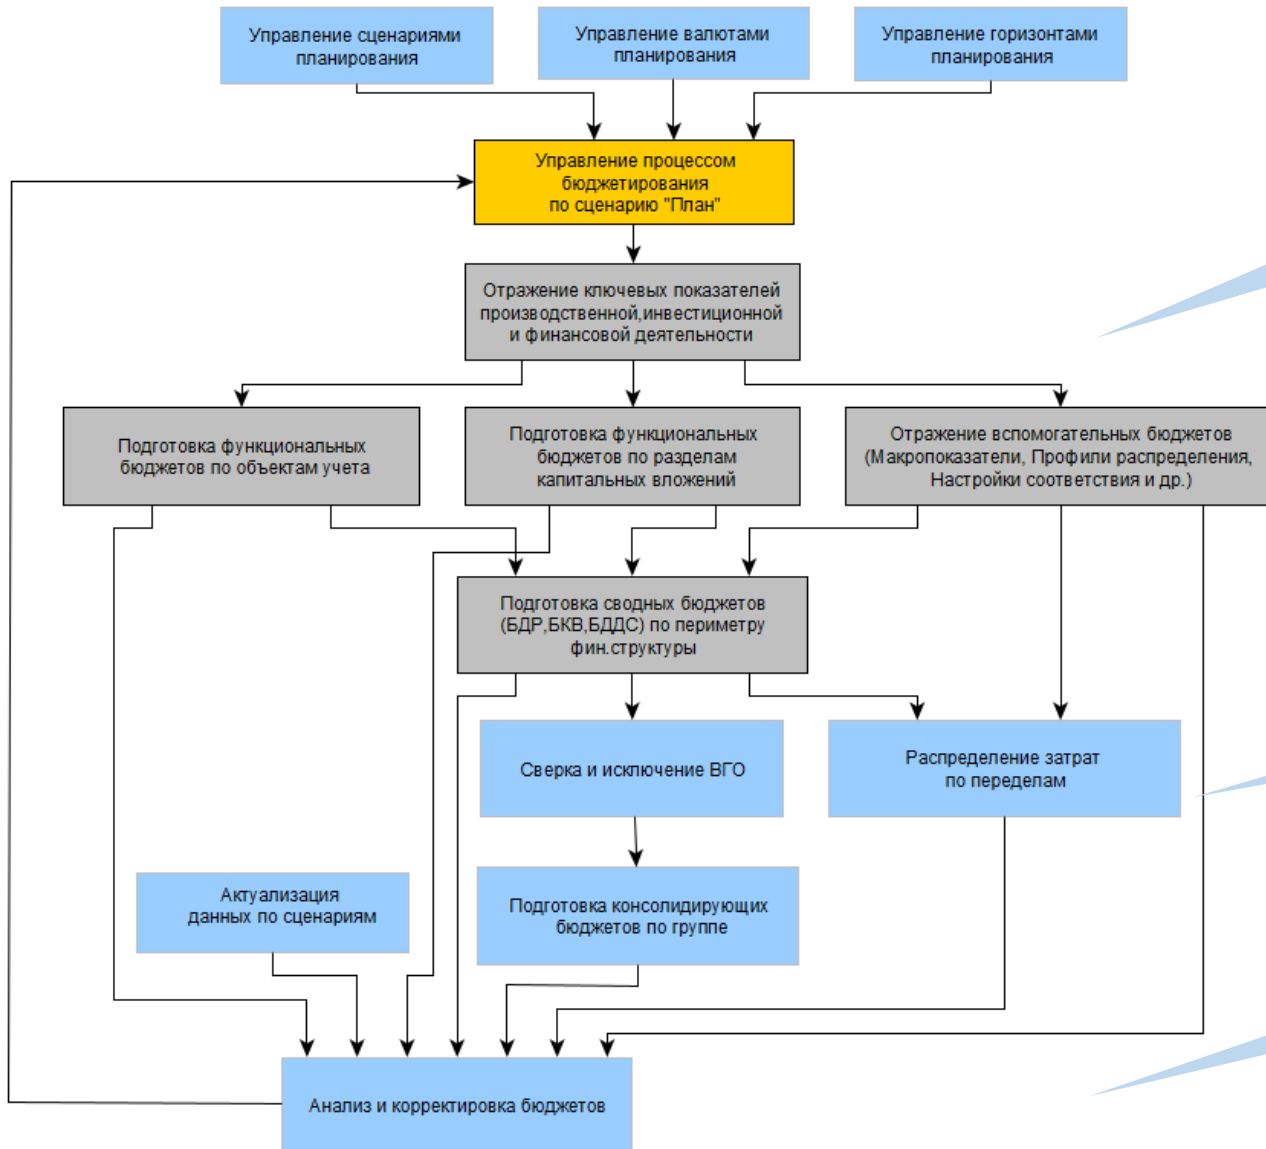 Управление сценариями
планирования
Управление валютами
планирования
Управление горизонтами
планирования
Управление процессом
бюджетирования
по сценарию "План"
Отражение ключевых показателей
производственной,инвестиционной
и финансовой деятельности
Подготовка функциональных
бюджетов по объектам учета
Подготовка функциональных
бюджетов по разделам
капитальных вложений
Отражение вспомогательных бюджетов
(Макропоказатели, Профили распределения,
Настройки соответствия и др.)
Подготовка сводных бюджетов
(БДР,БКВ,БДДС) по периметру
фин.структуры
Сверка и исключение ВГО
Распределение затрат
по переделам
Актуализация
данных по сценариям
Подготовка консолидирующих
бюджетов по группе
Анализ и корректировка бюджетов